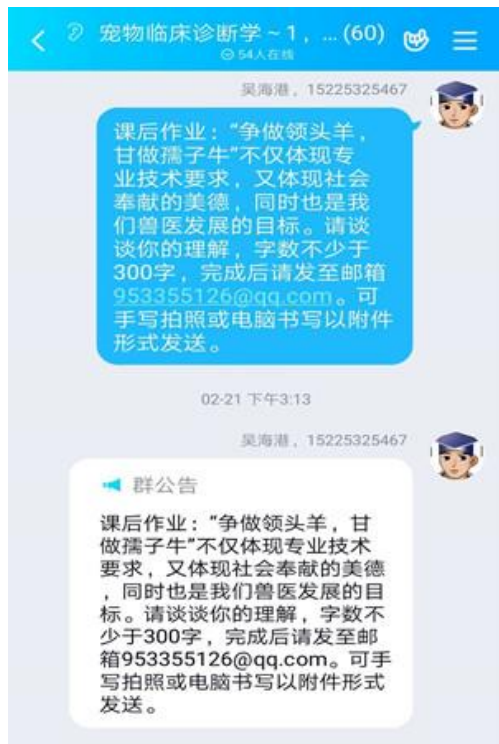 宠物临床诊断学~1，...(60)
54人在线
吴海港，15225325467
课后作业：“争做领头羊，
甘做孺子牛”不仅体现专
业技术要求，又体现社会
奉献的美德，同时也是我
们兽医发展的目标。请谈
谈你的理解，字数不少于
300字，完成后请发至邮箱
953355126@qq.com。可
手写拍照或电脑书写以附件
形式发送。
02-21 下午3:13
吴海港，15225325467
群公告
课后作业：“争做领头羊，甘
做孺子牛”不仅体现专业技术
要求，又体现社会奉献的美德
，同时也是我们兽医发展的目
标。请谈谈你的理解，字数不
少于300字，完成后请发至邮
箱953355126@qq.com。可手
写拍照或电脑书写以附件形式
发送。